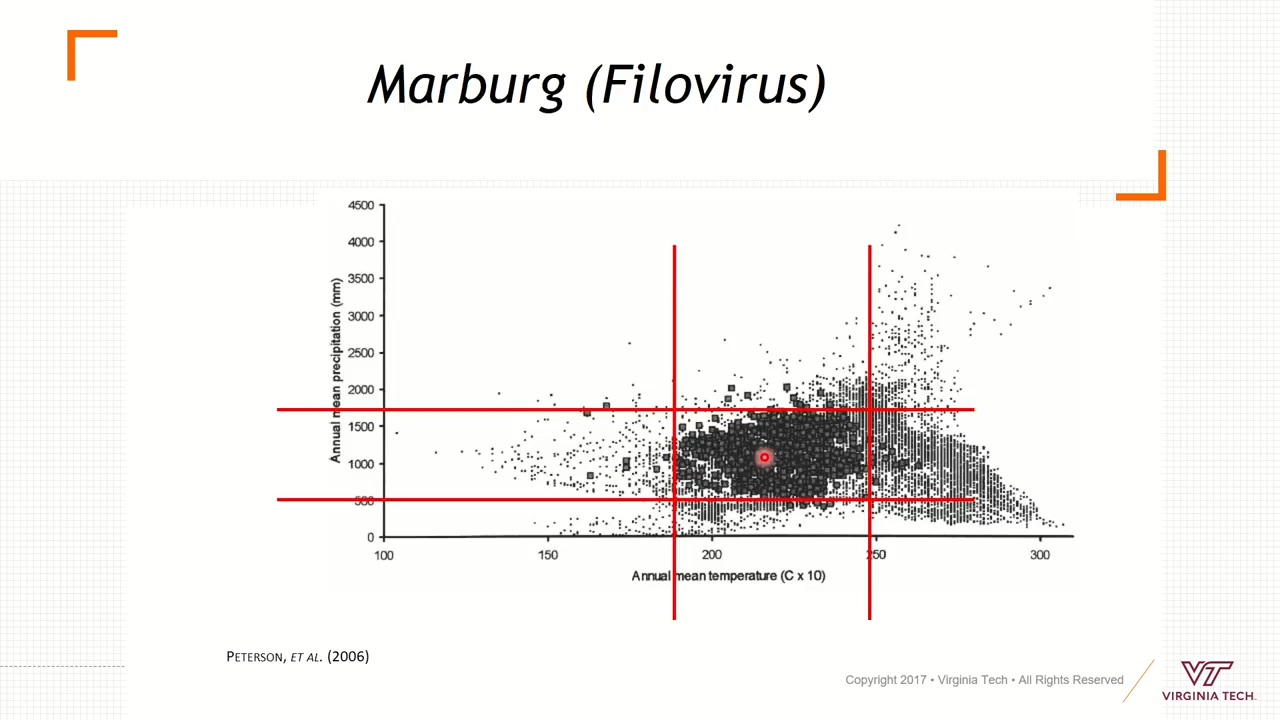 Marburg (Filovirus)
Annual mean precipitation (mm)
4500
4000
3500
3000
2500
2000
1500
1000
500
0
100
150
200
250
300
Annual mean temperature (C x 10)
PETERSON, ET AL. (2006)
Copyright 2017 • Virginia Tech • All Rights Reserved
VT
VIRGINIA TECH.